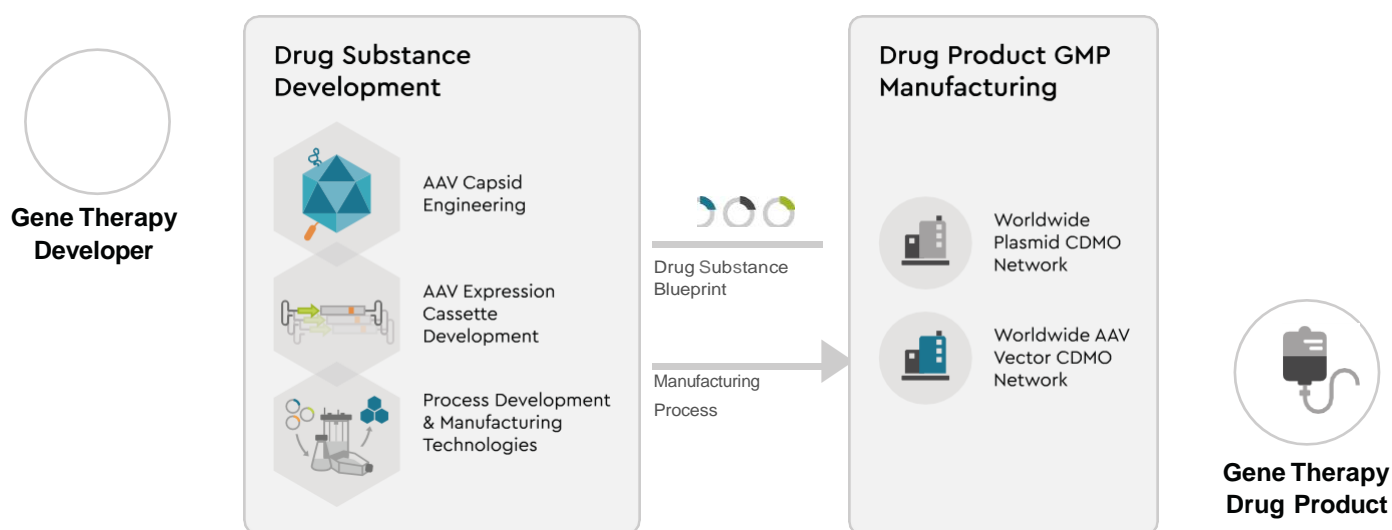 Gene Therapy
Developer
Drug Substance
Development
AAV Capsid
Engineering
AAV Expression
Cassette
Development
Process Development
& Manufacturing
Technologies
Drug Substance
Blueprint
Manufacturing
Process
Drug Product GMP
Manufacturing
Worldwide
Plasmid CDMO
Network
Worldwide AAV
Vector CDMO
Network
Gene Therapy
Drug Product